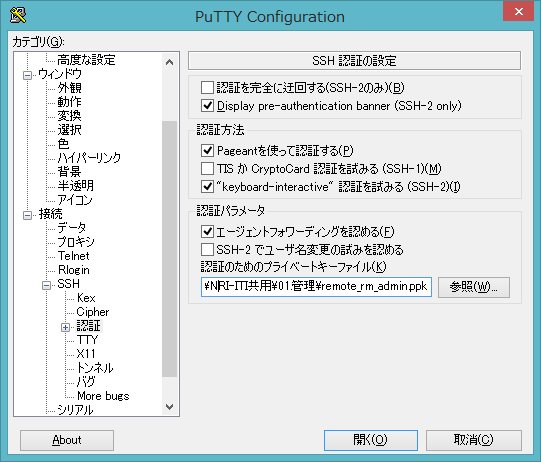 PuTTY Configuration
カテゴリ(G):
高度な設定
ウィンドウ
外観
動作
変換
選択
色
ハイパーリンク
背景
半透明
アイコン
接続
データ
プロキシ
Telnet
Rlogin
SSH
Kex
Cipher
認証
TTY
X11
トンネル
バグ
More bugs
シリアル
SSH 認証の設定
認証を完全に迂回する(SSH-2のみ)(B)
Display pre-authentication banner (SSH-2 only)
認証方法
Pageantを使って認証する(P)
TIS か CryptoCard 認証を試みる (SSH-1)(M)
"keyboard-interactive" 認証を試みる (SSH-2)(I)
認証パラメータ
エージェントフォワーディングを認める(F)
SSH-2 でユーザ名変更の試みを認める
認証のためのプライベートキーファイル(K)
¥NRI-ITI共用¥01.管理¥remote_rm_admin.ppk
参照(W)...
About
開く(O)
取消(C)